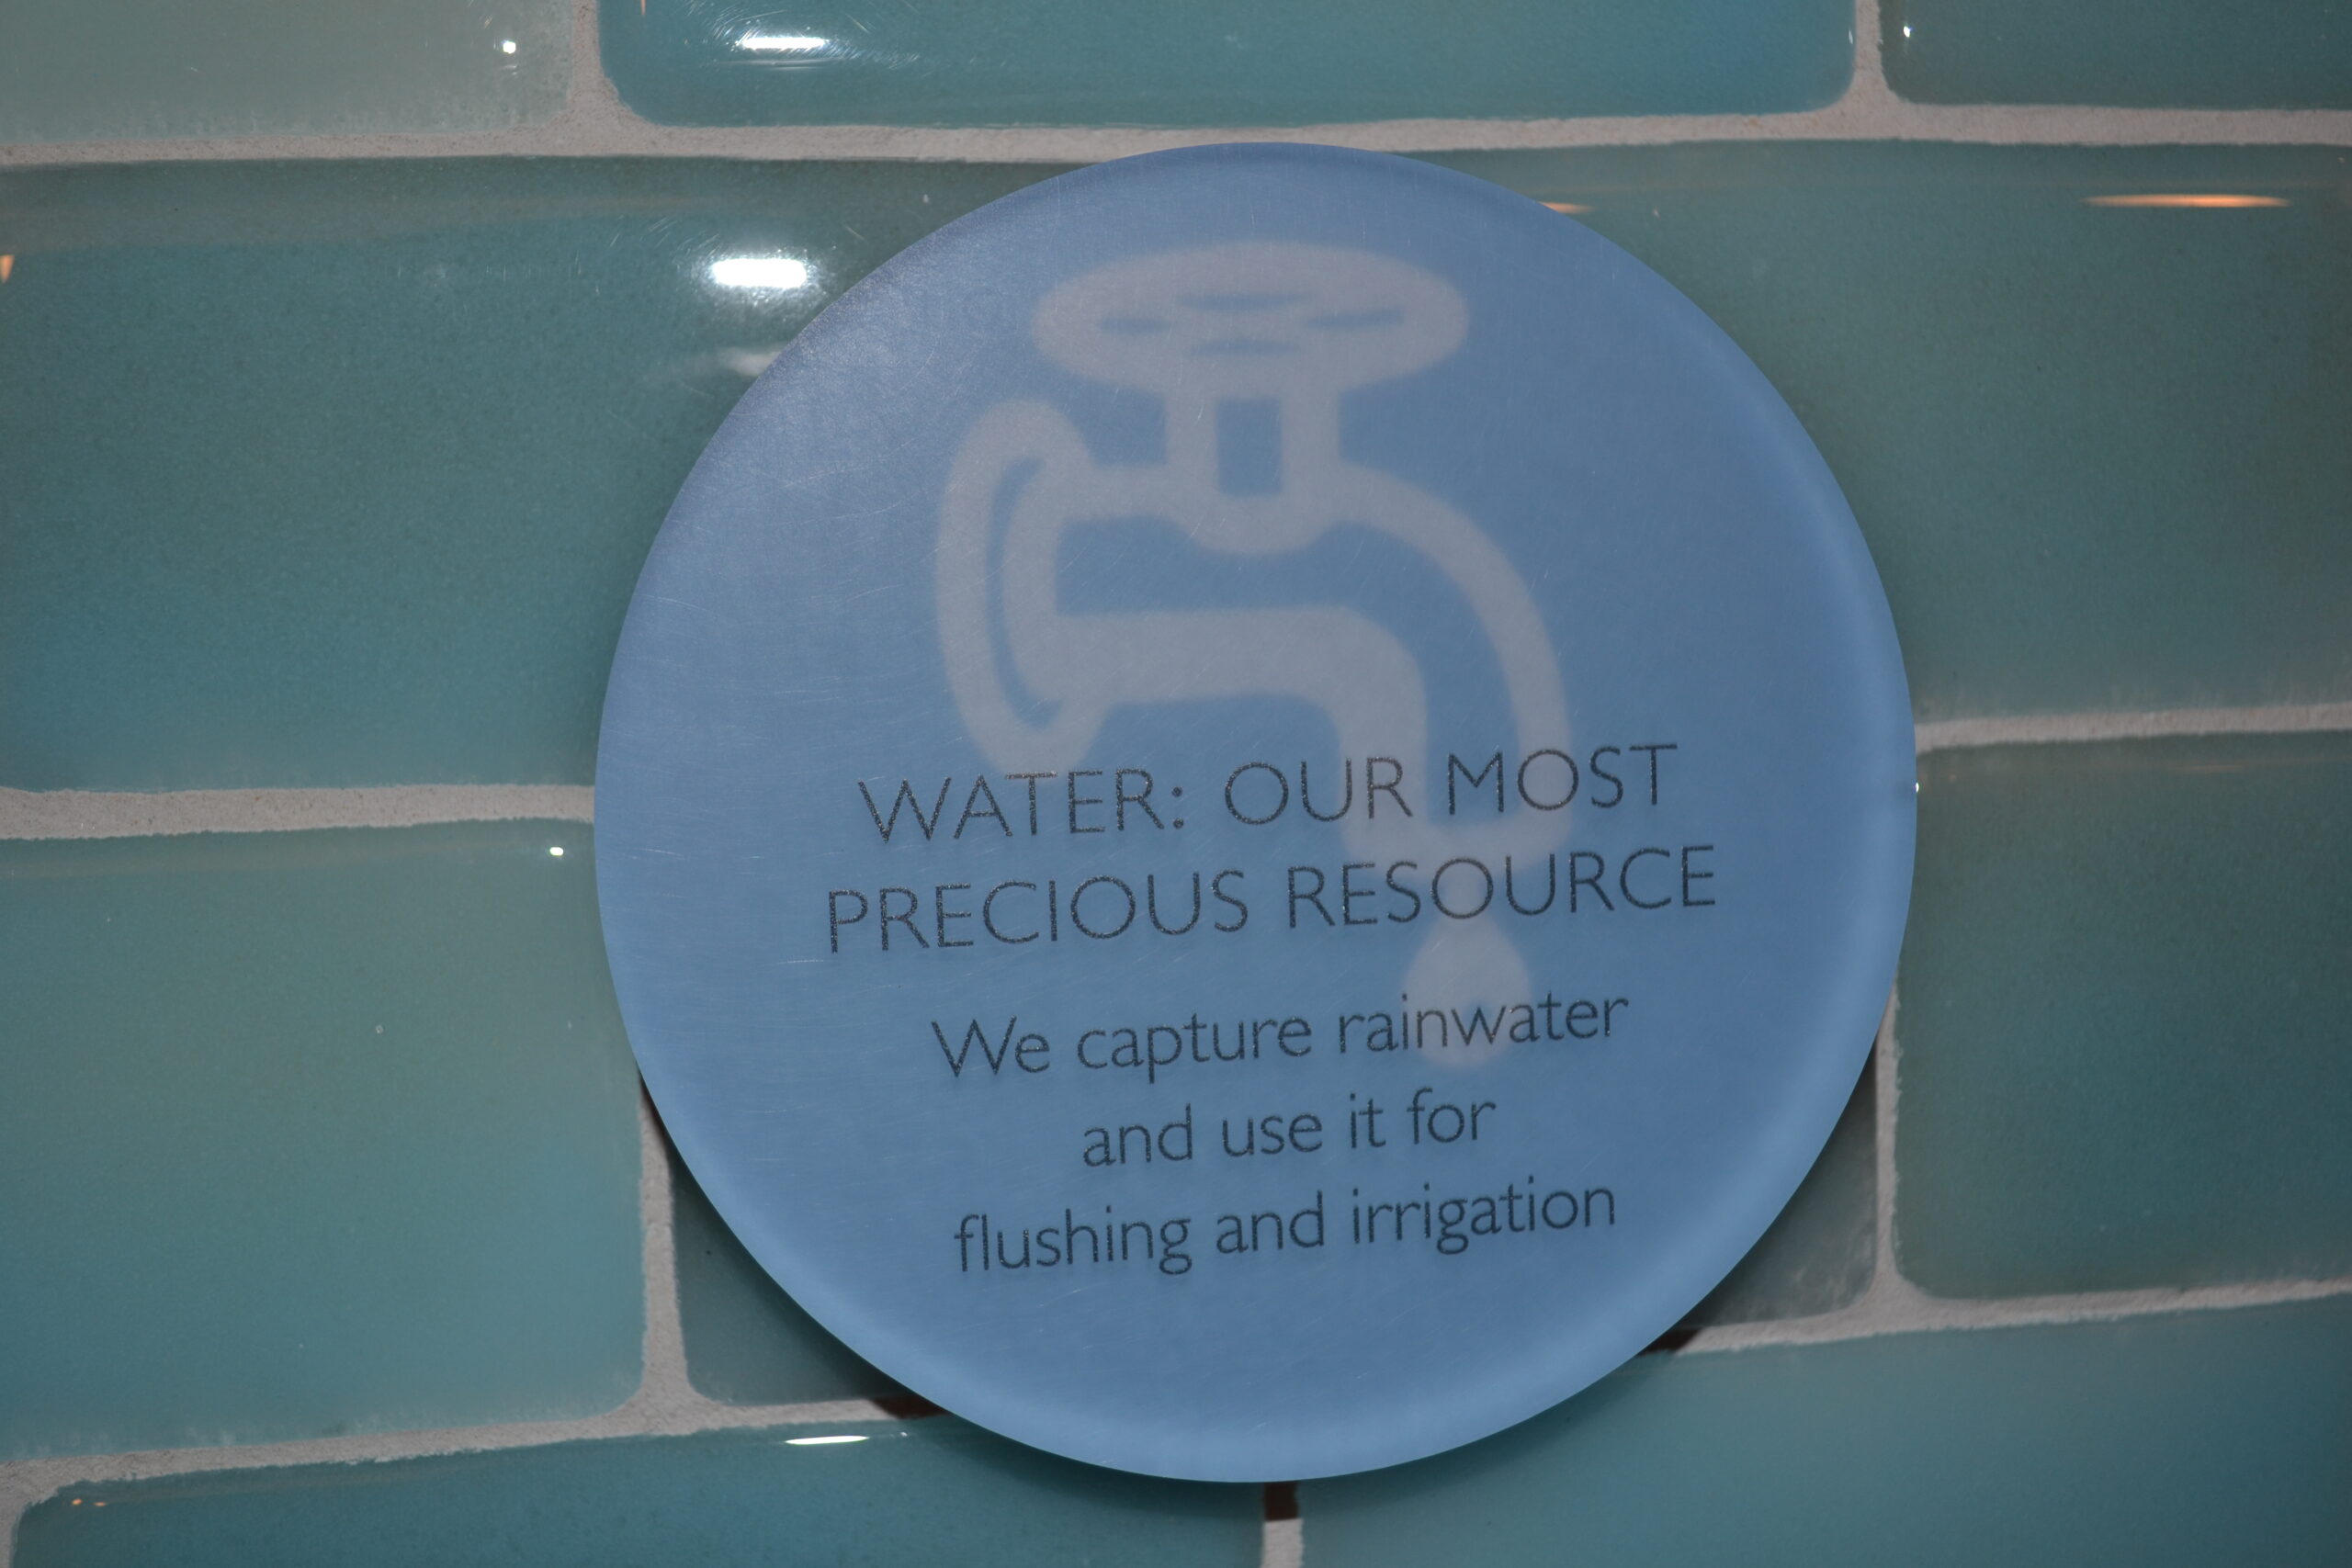 WATER: OUR MOST
PRECIOUS RESOURCE
We capture rainwater
and use it for
flushing and irrigation